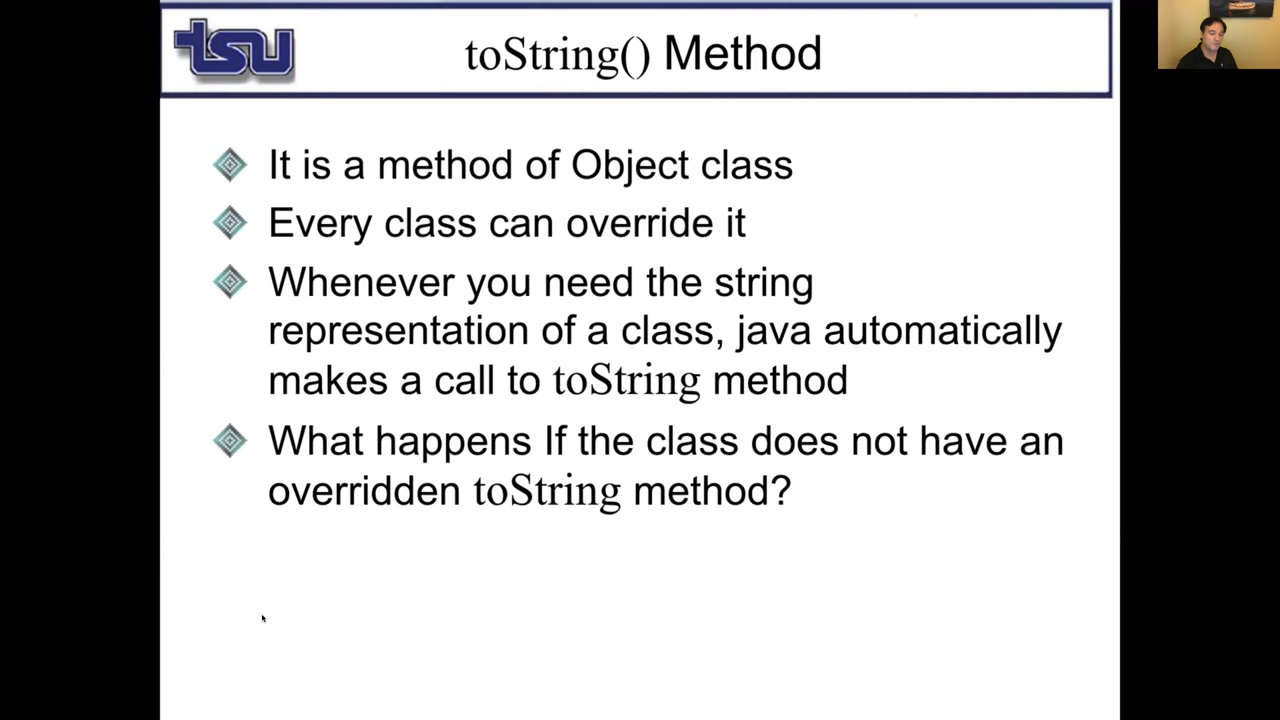 tsu
toString() Method
It is a method of Object class
Every class can override it
Whenever you need the string
representation of a class, java automatically
makes a call to toString method
What happens If the class does not have an
overridden toString method?